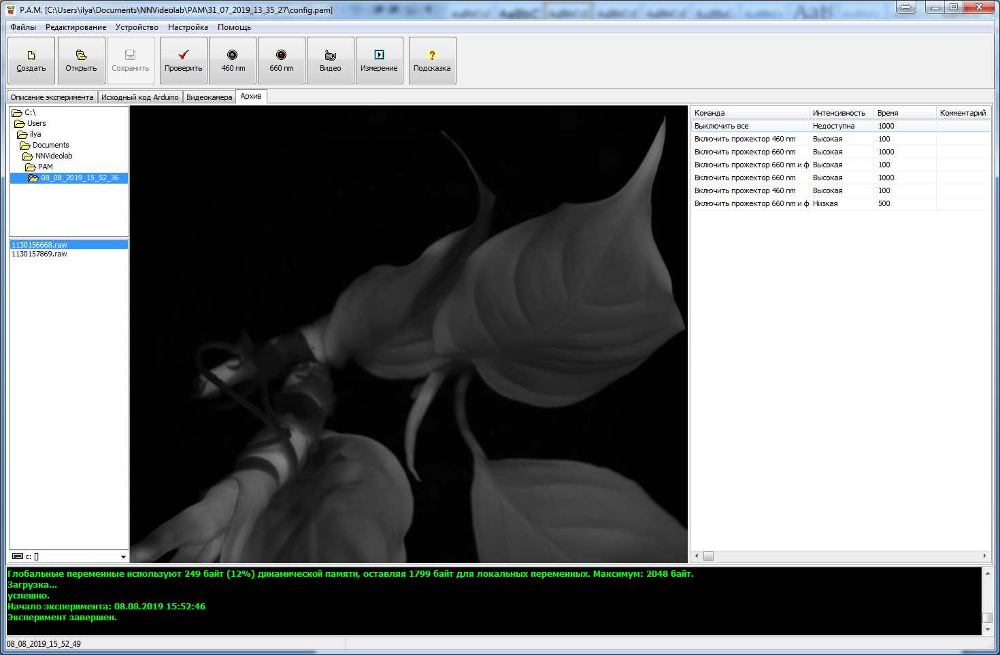 P.A.M. [C:\Users\ilya\Documents\NNVideolab\PAM\31_07_2019_13_35_27\config.pam]
Файлы Редактирование Устройство Настройка Помощь
Создать Открыть Сохранить Проверить 460 nm 660 nm Видео Измерение Подсказка
Описание эксперимента Исходный код Arduino Видеокамера Архив
C:\
Users
ilya
Documents
NNVideolab
PAM
08_08_2019_15_52_36
1130156668.raw
1130157869.raw
c: []
Команда Интенсивность Время Комментарий
Выключить все Недоступна 1000
Включить прожектор 460 nm Высокая 100
Включить прожектор 660 nm Высокая 1000
Включить прожектор 660 nm и ф Высокая 100
Включить прожектор 660 nm Высокая 1000
Включить прожектор 460 nm Высокая 100
Включить прожектор 660 nm и ф Низкая 500
Глобальные переменные используют 249 байт (12%) динамической памяти, оставляя 1799 байт для локальных переменных. Максимум: 2048 байт.
Загрузка...
успешно.
Начало эксперимента: 08.08.2019 15:52:46
Эксперимент завершен.
08_08_2019_15_52_49